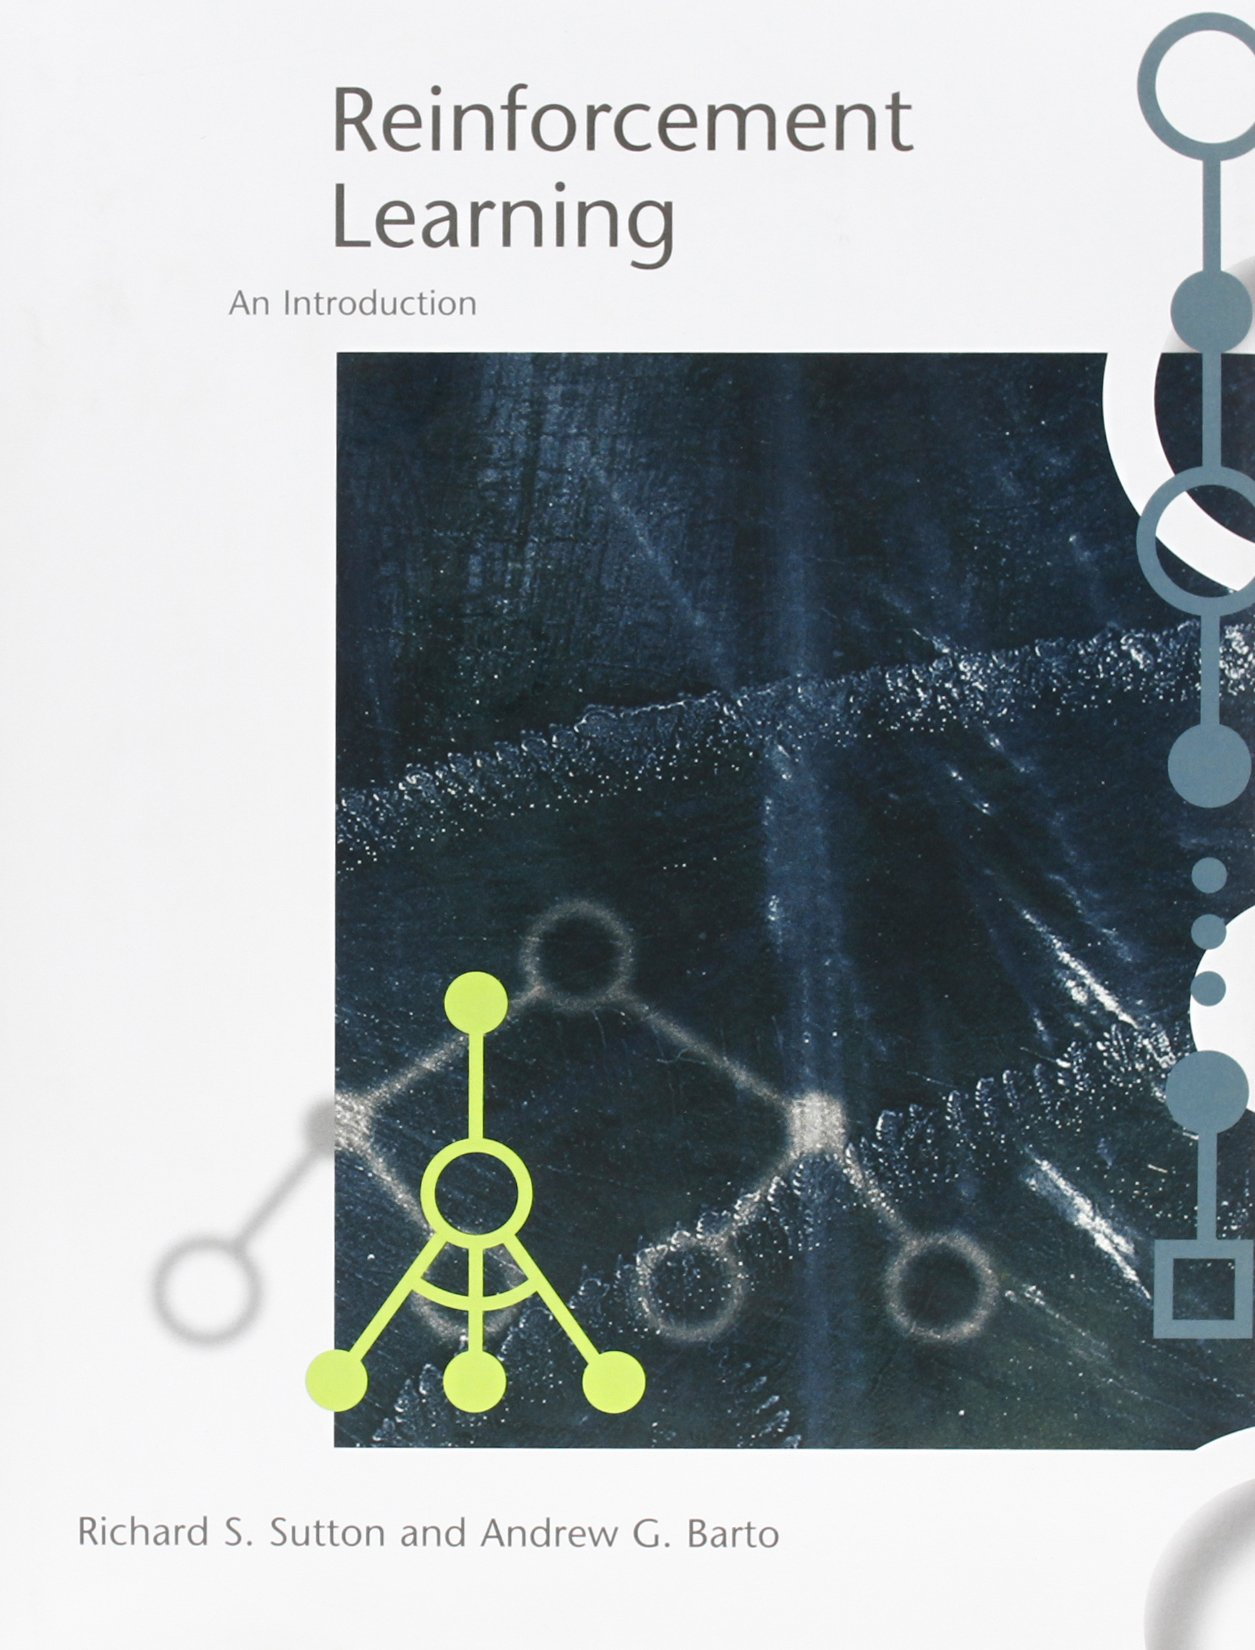 Reinforcement
Learning
An Introduction
Richard S. Sutton and Andrew G. Barto